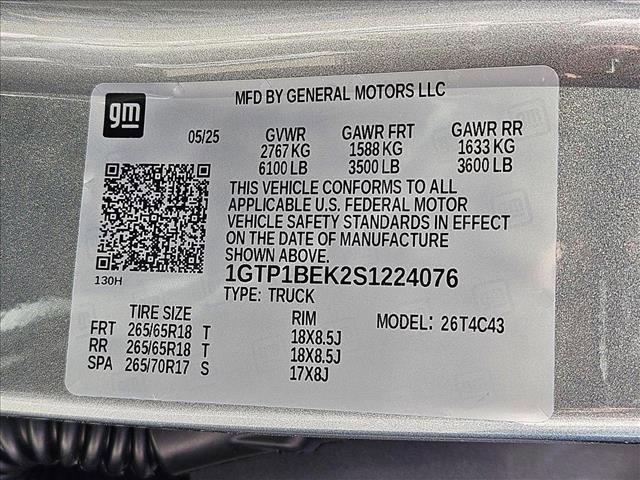 gm
MFD BY GENERAL MOTORS LLC
05/25 GVWR GAWR FRT GAWR RR
2767 KG 1588 KG 1633 KG
6100 LB 3500 LB 3600 LB
THIS VEHICLE CONFORMS TO ALL
APPLICABLE U.S. FEDERAL MOTOR
VEHICLE SAFETY STANDARDS IN EFFECT
ON THE DATE OF MANUFACTURE
SHOWN ABOVE.
130H
1GTP1BEK2S1224076
TYPE: TRUCK
TIRE SIZE RIM MODEL: 26T4C43
FRT 265/65R18 T 18X8.5J
RR 265/65R18 T 18X8.5J
SPA 265/70R17 S 17X8J